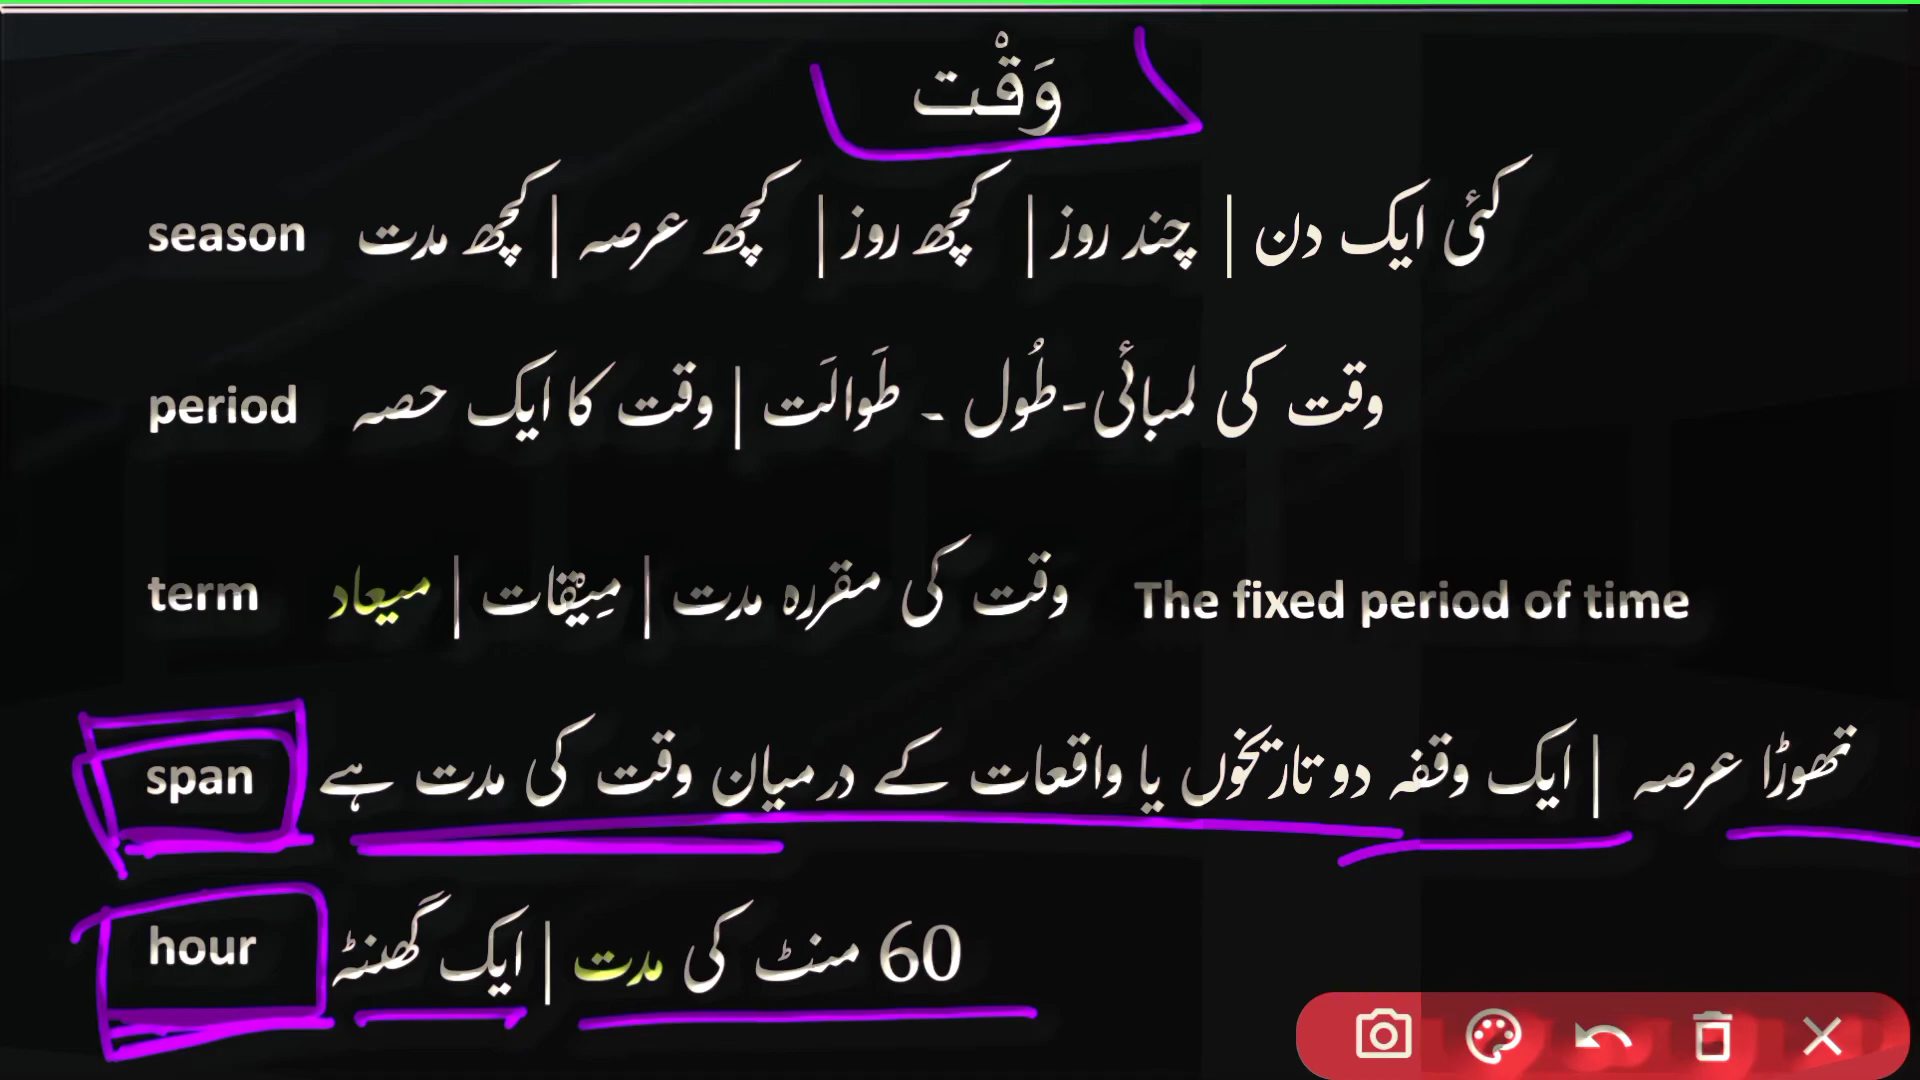 وَقْت
season کچھ مدت | کچھ عرصہ | کچھ روز | چند روز | کئی ایک دن
period وقت کا ایک حصہ | وقت کی لمبائی-طُول ۔ طَوالَت
term میعاد | مِیْقات | وقت کی مقررہ مدت The fixed period of time
span تھوڑا عرصہ | ایک وقفہ دو تاریخوں یا واقعات کے درمیان وقت کی مدت ہے
hour ایک گھنٹہ | 60 منٹ کی مدت